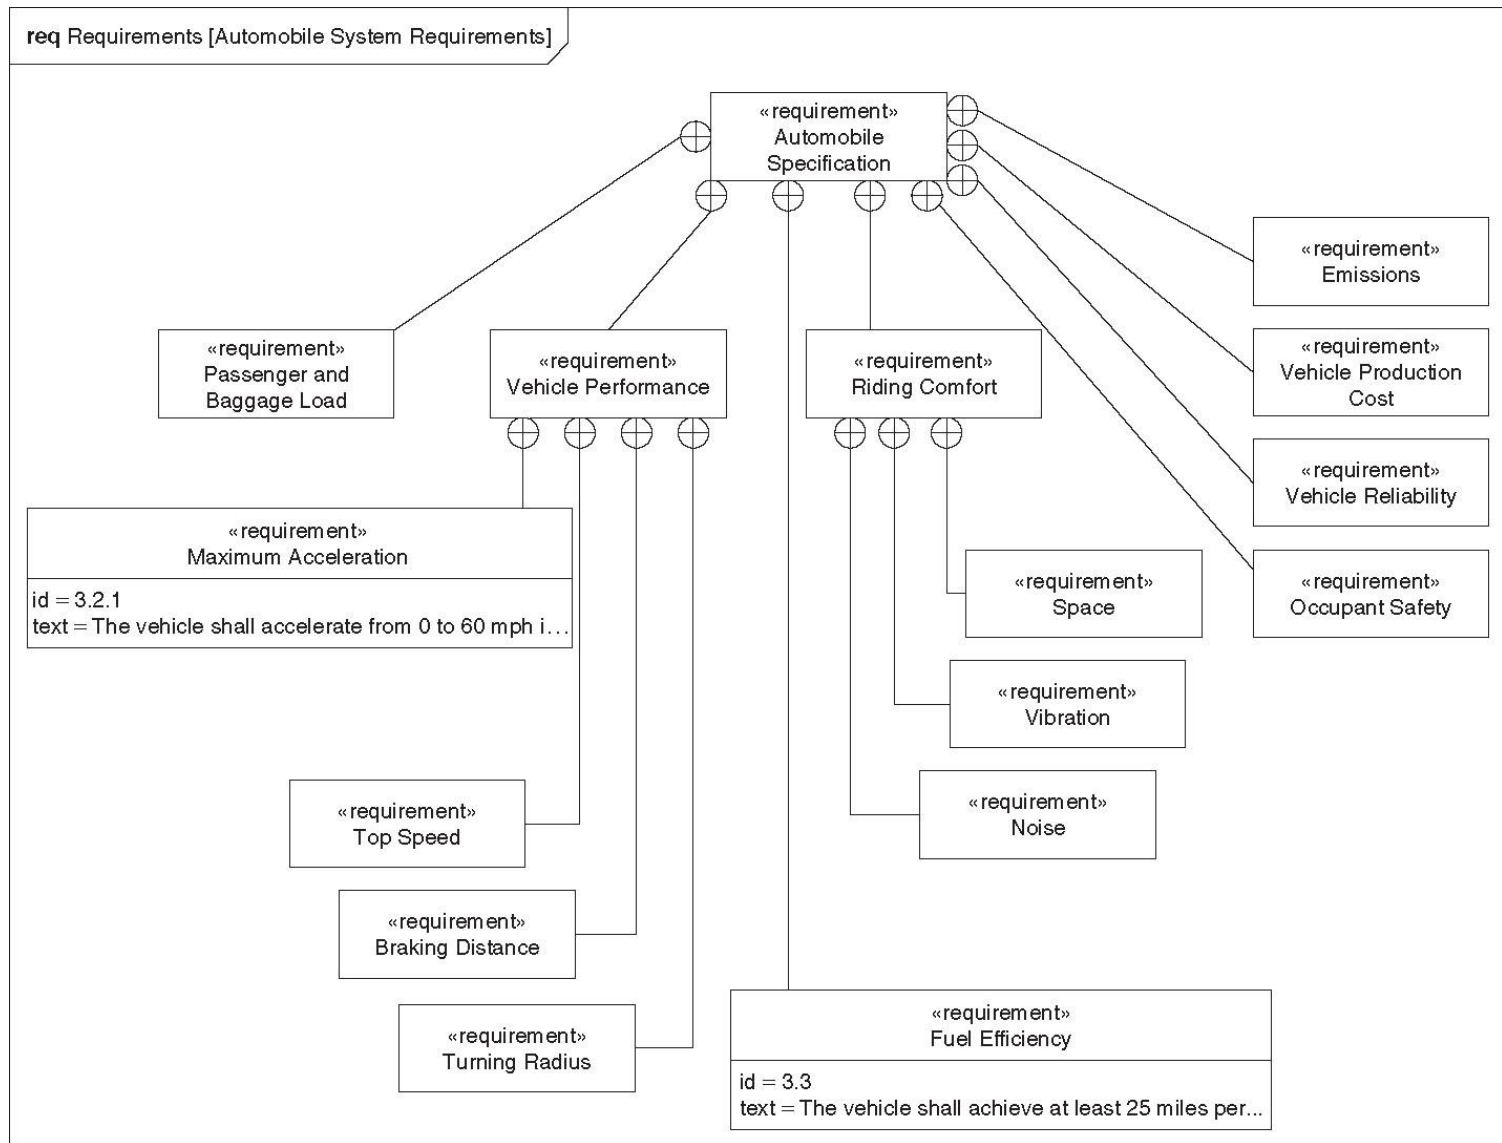 req Requirements [Automobile System Requirements]
«requirement»
Automobile
Specification
«requirement»
Emissions
«requirement»
Passenger and
Baggage Load
«requirement»
Vehicle Performance
«requirement»
Riding Comfort
«requirement»
Vehicle Production
Cost
«requirement»
Vehicle Reliability
«requirement»
Maximum Acceleration
id = 3.2.1
text = The vehicle shall accelerate from 0 to 60 mph i...
«requirement»
Space
«requirement»
Occupant Safety
«requirement»
Vibration
«requirement»
Top Speed
«requirement»
Noise
«requirement»
Braking Distance
«requirement»
Turning Radius
«requirement»
Fuel Efficiency
id = 3.3
text = The vehicle shall achieve at least 25 miles per...